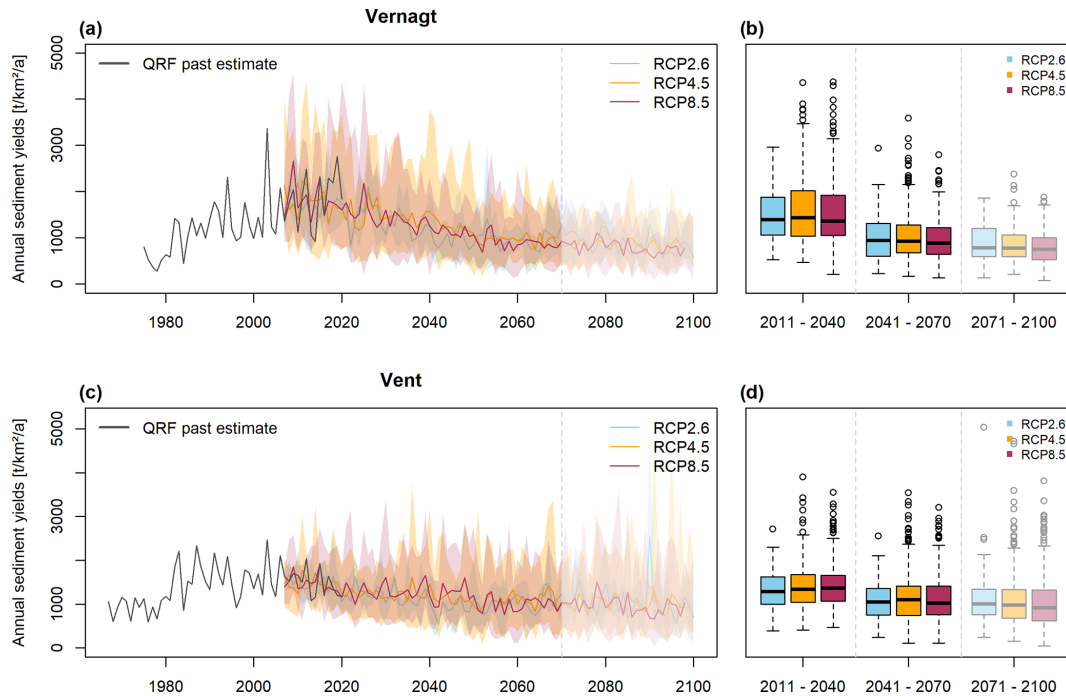 Vernagt
(a)
(b)
Annual sediment yields [t/km²/a]
5000
3000
1000
0
QRF past estimate
RCP2.6
RCP4.5
RCP8.5
RCP2.6
RCP4.5
RCP8.5
1980 2000 2020 2040 2060 2080 2100
2011 - 2040 2041 - 2070 2071 - 2100
Vent
(c)
(d)
Annual sediment yields [t/km²/a]
5000
3000
1000
0
QRF past estimate
RCP2.6
RCP4.5
RCP8.5
RCP2.6
RCP4.5
RCP8.5
1980 2000 2020 2040 2060 2080 2100
2011 - 2040 2041 - 2070 2071 - 2100